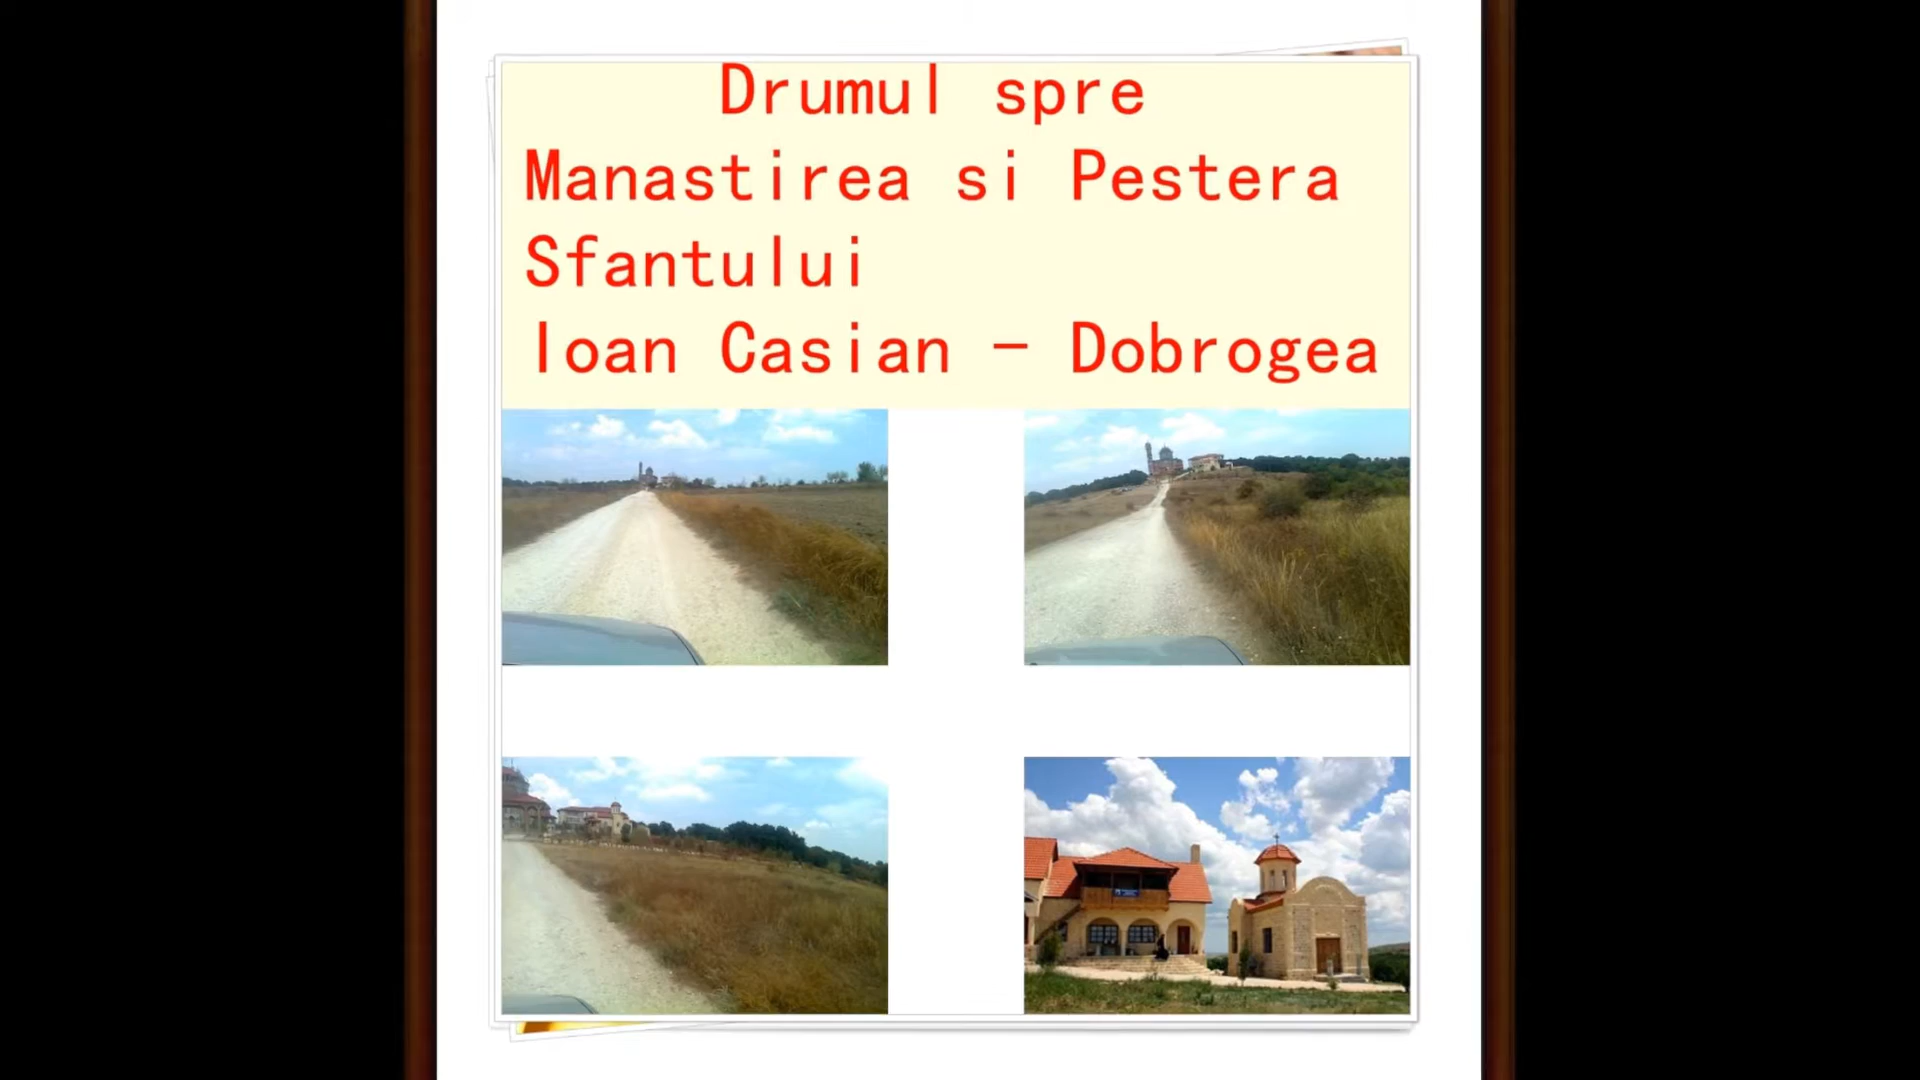 Drumul spre
Manastirea si Pestera
Sfantului
Ioan Casian - Dobrogea